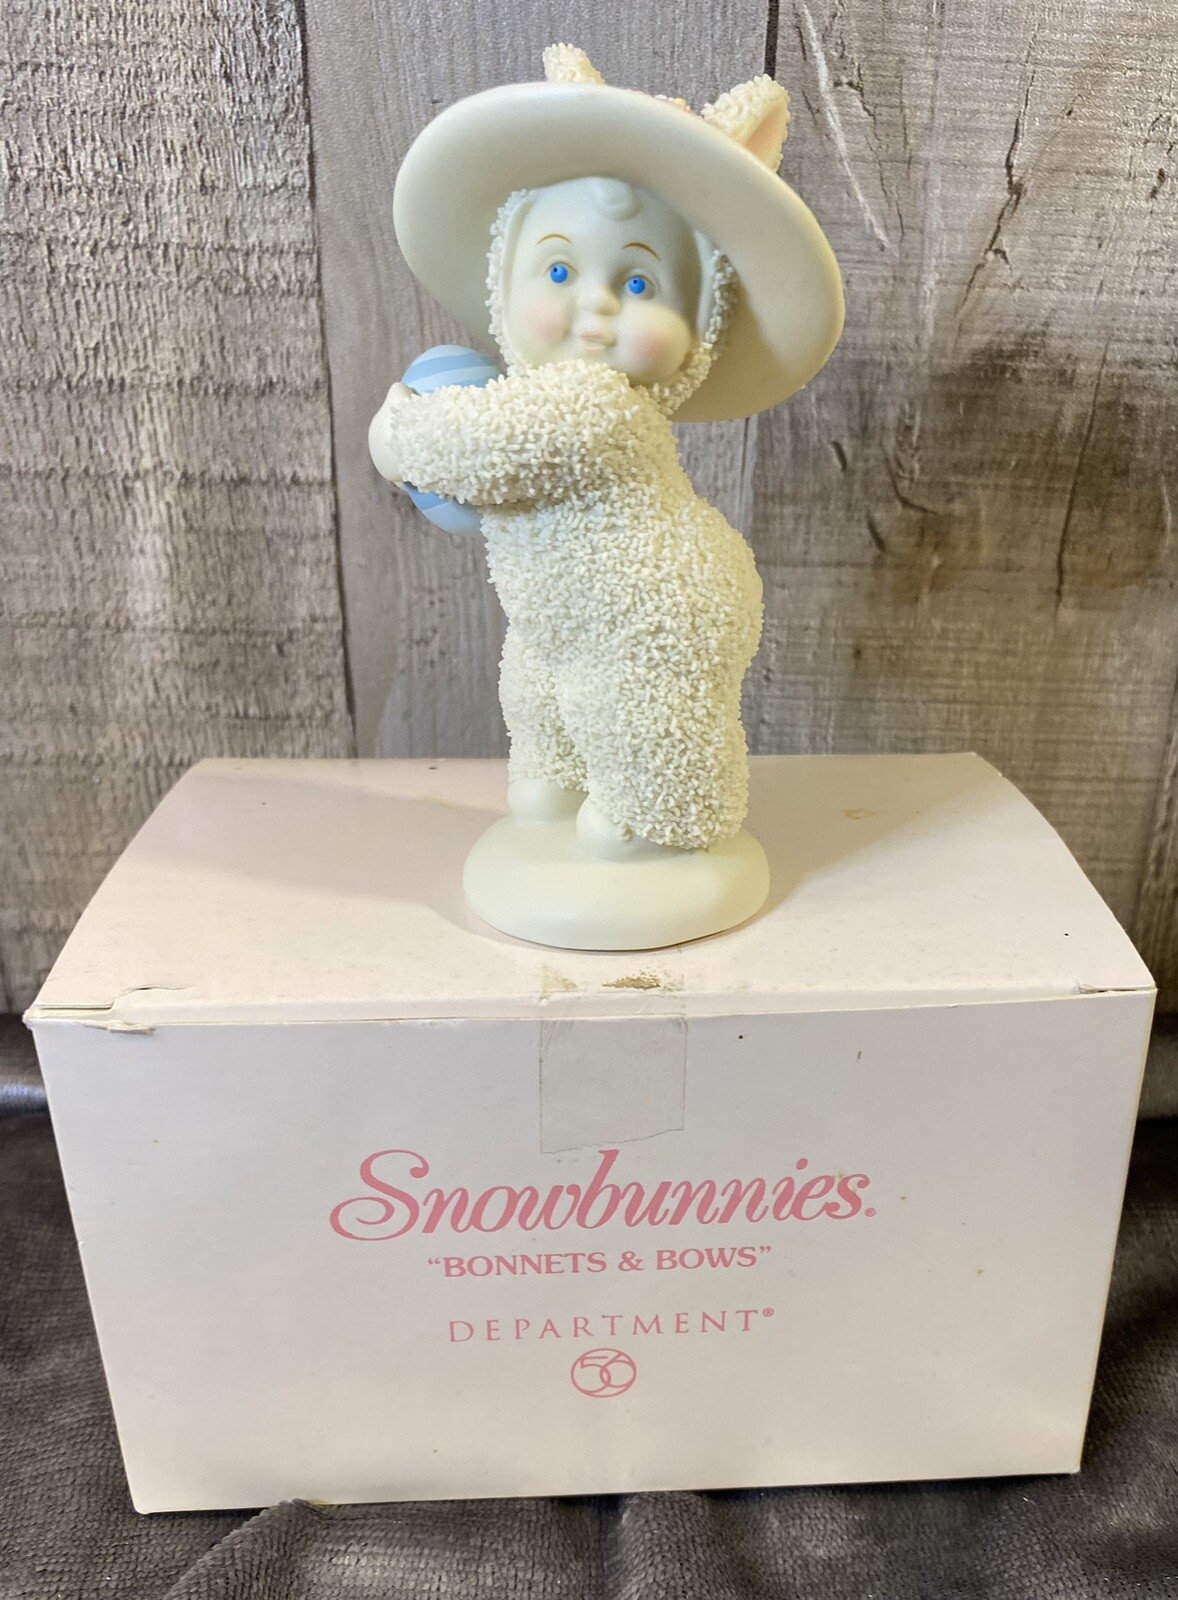 Snowbunnies®
“BONNETS & BOWS”
DEPARTMENT®
56